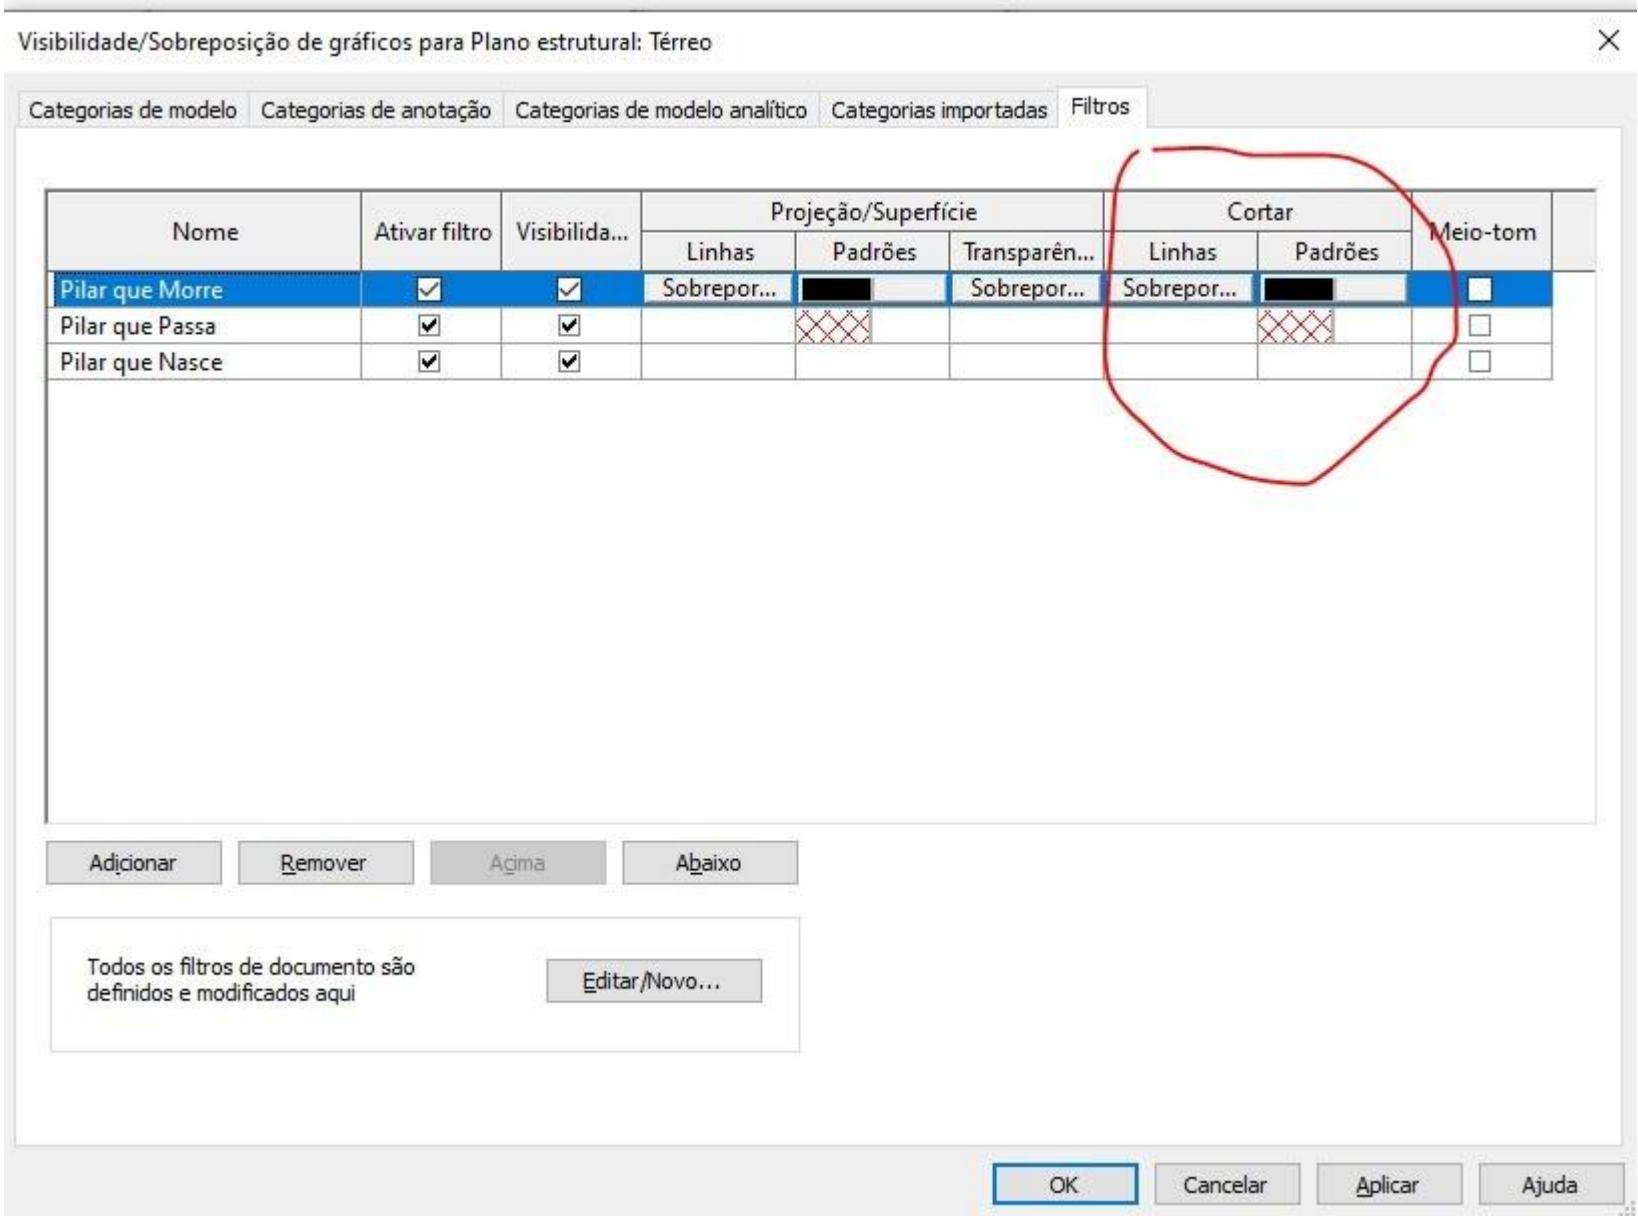 Visibilidade/Sobreposição de gráficos para Plano estrutural: Térreo
Categorias de modelo Categorias de anotação Categorias de modelo analítico Categorias importadas Filtros
Nome Ativar filtro Visibilida... Projeção/Superfície Cortar Meio-tom
Linhas Padrões Transparên... Linhas Padrões
Pilar que Morre Sobrepor... Sobrepor... Sobrepor...
Pilar que Passa
Pilar que Nasce
Adicionar Remover Acima Abaixo
Todos os filtros de documento são
definidos e modificados aqui
Editar/Novo...
OK Cancelar Aplicar Ajuda